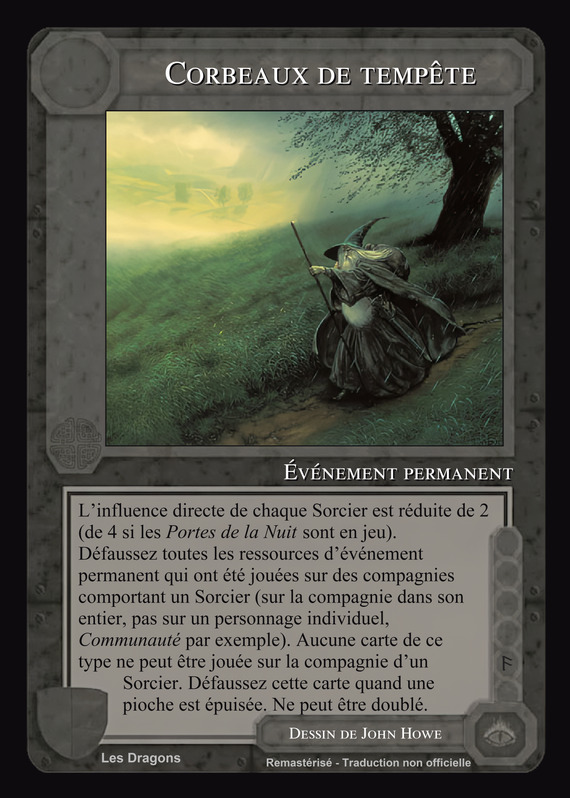 Corbeaux de tempête
Événement permanent
L'influence directe de chaque Sorcier est réduite de 2
(de 4 si les Portes de la Nuit sont en jeu).
Défaussez toutes les ressources d'événement
permanent qui ont été jouées sur des compagnies
comportant un Sorcier (sur la compagnie dans son
entier, pas sur un personnage individuel,
Communauté par exemple). Aucune carte de ce
type ne peut être jouée sur la compagnie d'un
Sorcier. Défaussez cette carte quand une
pioche est épuisée. Ne peut être doublé.
Dessin de John Howe
Les Dragons
Remastérisé - Traduction non officielle